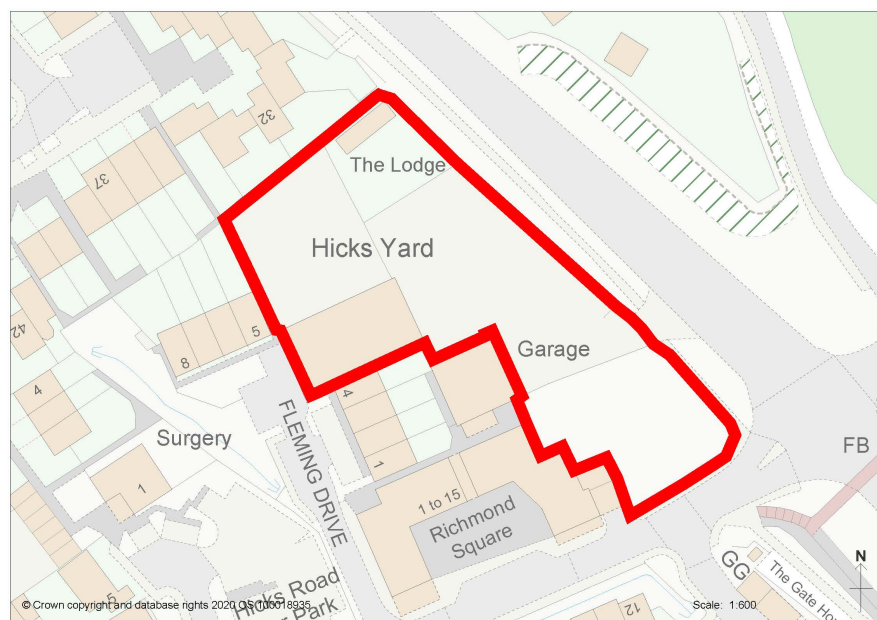 32
The Lodge
37
Hicks Yard
42
5
8
Garage
4
4
FLEMING DRIVE
Surgery
1
FB
1
1 to 15
Richmond
Square
N
GG
The Gate Ho
Hicks Road
Park
5
12
© Crown copyright and database rights 2020 OS 100018935
Scale: 1:600